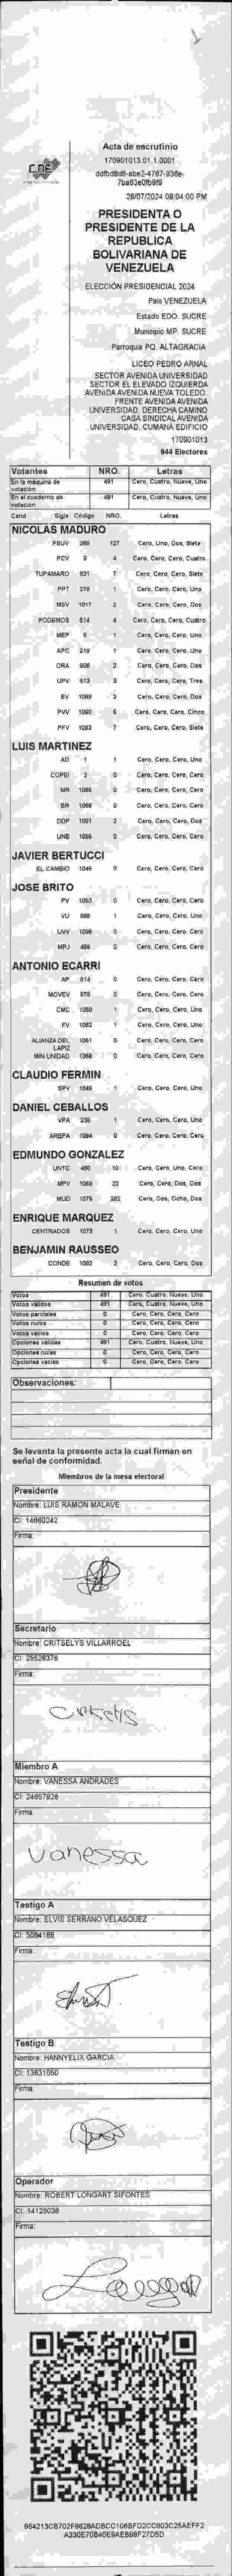 CNE
Acta de escrutinio
170901013.01.1.0001
28/07/2024 08:04:00 PM
PRESIDENTA O
PRESIDENTE DE LA
REPUBLICA
BOLIVARIANA DE
VENEZUELA
ELECCIÓN PRESIDENCIAL 2024
Pais VENEZUELA
Estado EDO. SUCRE
Municipio MP. SUCRE
Parroquia PQ. ALTAGRACIA
LICEO PEDRO ARNAL
SECTOR AVENIDA UNIVERSIDAD
SECTOR EL ELEVADO IZQUIERDA
AVENIDA AVENIDA NUEVA TOLEDO.
FRENTE AVENIDA AVENIDA
UNIVERSIDAD. DERECHA CAMINO
CASA SINDICAL AVENIDA
UNIVERSIDAD, CUMANÁ EDIFICIO
170901013
944 Electores
Votantes NRO. Letras
En la máquina de votación 491 Cero, Cuatro, Nueve, Uno
En el cuaderno de votación 491 Cero, Cuatro, Nueve, Uno
Cand Sigla Código NRO. Letras
NICOLAS MADURO
PSUV 127 Cero, Uno, Dos, Siete
PCV 9 4 Cero, Cero, Cero, Cuatro
TUPAMARO 931 7 Cero, Cero, Cero, Siete
PPT 1 Cero, Cero, Cero, Uno
MSV 1017 2 Cero, Cero, Cero, Dos
PODEMOS 4 Cero, Cero, Cero, Cuatro
MEP 1 Cero, Cero, Cero, Uno
APC 219 1 Cero, Cero, Cero, Uno
ORA 2 Cero, Cero, Cero, Dos
UPV 3 Cero, Cero, Cero, Tres
EV 1089 2 Cero, Cero, Cero, Dos
PVV 1090 5 Cero, Cero, Cero, Cinco
PFV 1093 7 Cero, Cero, Cero, Siete
LUIS MARTINEZ
AD 1 1 Cero, Cero, Cero, Uno
COPEI 2 0 Cero, Cero, Cero, Cero
MR 0 Cero, Cero, Cero, Cero
BR 1066 0 Cero, Cero, Cero, Cero
DDP 1091 2 Cero, Cero, Cero, Dos
UNE 0 Cero, Cero, Cero, Cero
JAVIER BERTUCCI
EL CAMBIO 1048 0 Cero, Cero, Cero, Cero
JOSE BRITO
PV 1053 0 Cero, Cero, Cero, Cero
VU 1 Cero, Cero, Cero, Uno
UVV 1096 0 Cero, Cero, Cero, Cero
MPJ 0 Cero, Cero, Cero, Cero
ANTONIO ECARRI
AP 0 Cero, Cero, Cero, Cero
MOVEV 0 Cero, Cero, Cero, Cero
CMC 1050 1 Cero, Cero, Cero, Uno
FV 1062 1 Cero, Cero, Cero, Uno
ALIANZA DEL LAPIZ 1061 0 Cero, Cero, Cero, Cero
MIN UNIDAD 1068 0 Cero, Cero, Cero, Cero
CLAUDIO FERMIN
SPV 1049 1 Cero, Cero, Cero, Uno
DANIEL CEBALLOS
VPA 1 Cero, Cero, Cero, Uno
AREPA 1094 0 Cero, Cero, Cero, Cero
EDMUNDO GONZALEZ
UNTC 10 Cero, Cero, Uno, Cero
MPV 1069 22 Cero, Cero, Dos, Dos
MUD 1075 282 Cero, Dos, Ocho, Dos
ENRIQUE MARQUEZ
CENTRADOS 1073 1 Cero, Cero, Cero, Uno
BENJAMIN RAUSSEO
CONDE 1092 2 Cero, Cero, Cero, Dos
Resumen de votos
Votos 491 Cero, Cuatro, Nueve, Uno
Votos válidos 491 Cero, Cuatro, Nueve, Uno
Votos parciales 0 Cero, Cero, Cero, Cero
Votos nulos 0 Cero, Cero, Cero, Cero
Votos vacíos 0 Cero, Cero, Cero, Cero
Opciones válidas 491 Cero, Cuatro, Nueve, Uno
Opciones nulas 0 Cero, Cero, Cero, Cero
Opciones vacías 0 Cero, Cero, Cero, Cero
Observaciones:
Se levanta la presente acta la cual firman en
señal de conformidad.
Miembros de la mesa electoral
Presidente
Nombre: LUIS RAMON MALAVE
CI: 14660242
Firma:
Secretario
Nombre: CRITSELYS VILLARROEL
CI: 25528376
Firma:
Critselys
Miembro A
Nombre: VANESSA ANDRADES
CI: 24657926
Firma:
Vanessa
Testigo A
Nombre: ELVIS SERRANO VELASQUEZ
CI: 5084188
Firma:
Testigo B
Nombre: HANNYELIX GARCIA
CI: 13631050
Firma:
Operador
Nombre: ROBERT LONGART SIFONTES
CI: 14125038
Firma: